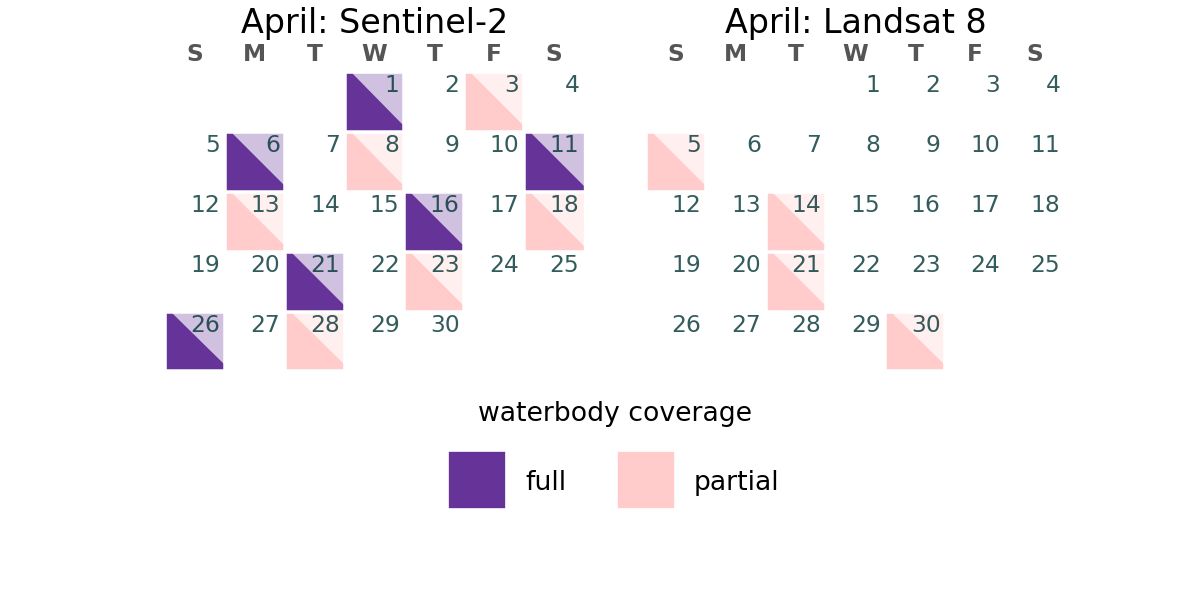 April: Sentinel-2
S M T W T F S
1 2 3 4
5 6 7 8 9 10 11
12 13 14 15 16 17 18
19 20 21 22 23 24 25
26 27 28 29 30
April: Landsat 8
S M T W T F S
1 2 3 4
5 6 7 8 9 10 11
12 13 14 15 16 17 18
19 20 21 22 23 24 25
26 27 28 29 30
waterbody coverage
full partial